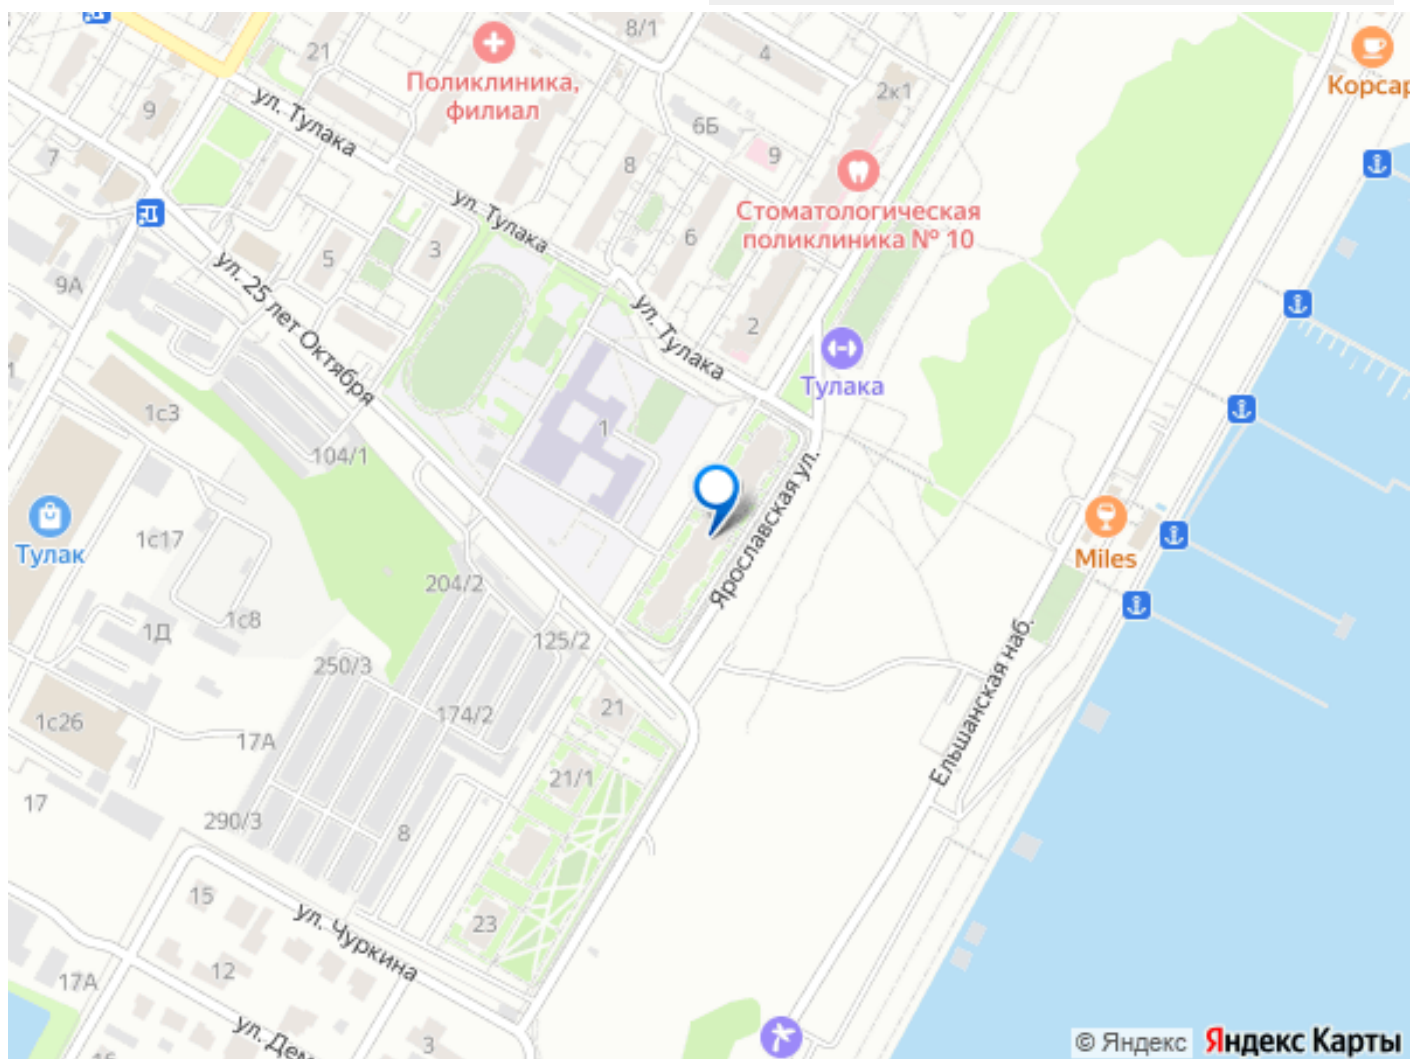 8/1
21
4
Поликлиника,
филиал
2к1
Корсар
9
ул. Тулака
6Б
7
9
8
Стоматологическая
поликлиника № 10
ул. Тулака
6
3
5
ул. 25 лет Октября
9А
ул. Тулака
2
Тулака
1с3
1
104/1
Ярославская ул.
Тулак
1с17
Miles
204/2
1с8
1Д
125/2
250/3
Ельшанская наб.
21
174/2
1с26
17А
21/1
17
290/3
8
15
23
ул. Чуркина
12
17А
ул. Дем
3
© Яндекс
Яндекс Карты